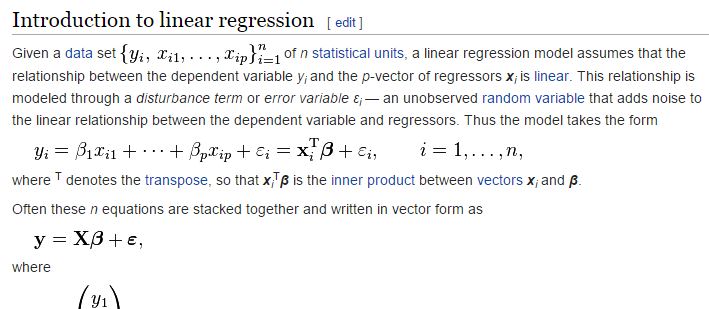 Introduction to linear regression [ edit ]
Given a data set {yᵢ, xᵢ₁, . . . , xᵢₚ}ⁿᵢ₌₁ of n statistical units, a linear regression model assumes that the
relationship between the dependent variable yᵢ and the p-vector of regressors xᵢ is linear. This relationship is
modeled through a disturbance term or error variable εᵢ — an unobserved random variable that adds noise to
the linear relationship between the dependent variable and regressors. Thus the model takes the form
yᵢ = β₁xᵢ₁ + ··· + βₚxᵢₚ + εᵢ = xᵢᵀβ + εᵢ, i = 1, . . . , n,
where ᵀ denotes the transpose, so that xᵢᵀβ is the inner product between vectors xᵢ and β.
Often these n equations are stacked together and written in vector form as
y = Xβ + ε,
where
(y₁)